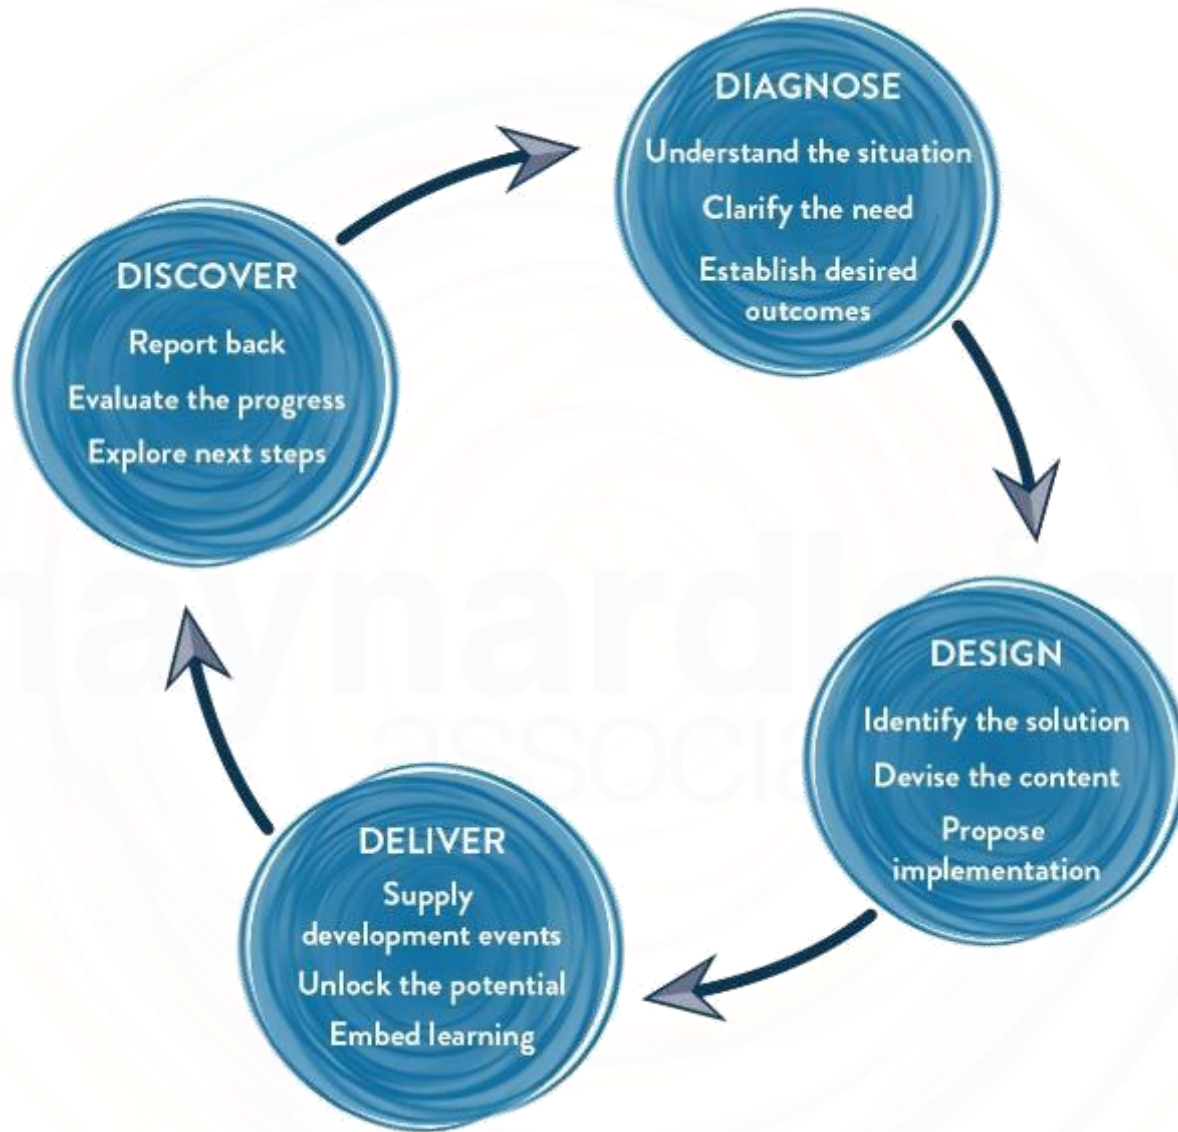 DIAGNOSE
Understand the situation
Clarify the need
Establish desired
outcomes
DESIGN
Identify the solution
Devise the content
Propose
implementation
DELIVER
Supply
development events
Unlock the potential
Embed learning
DISCOVER
Report back
Evaluate the progress
Explore next steps